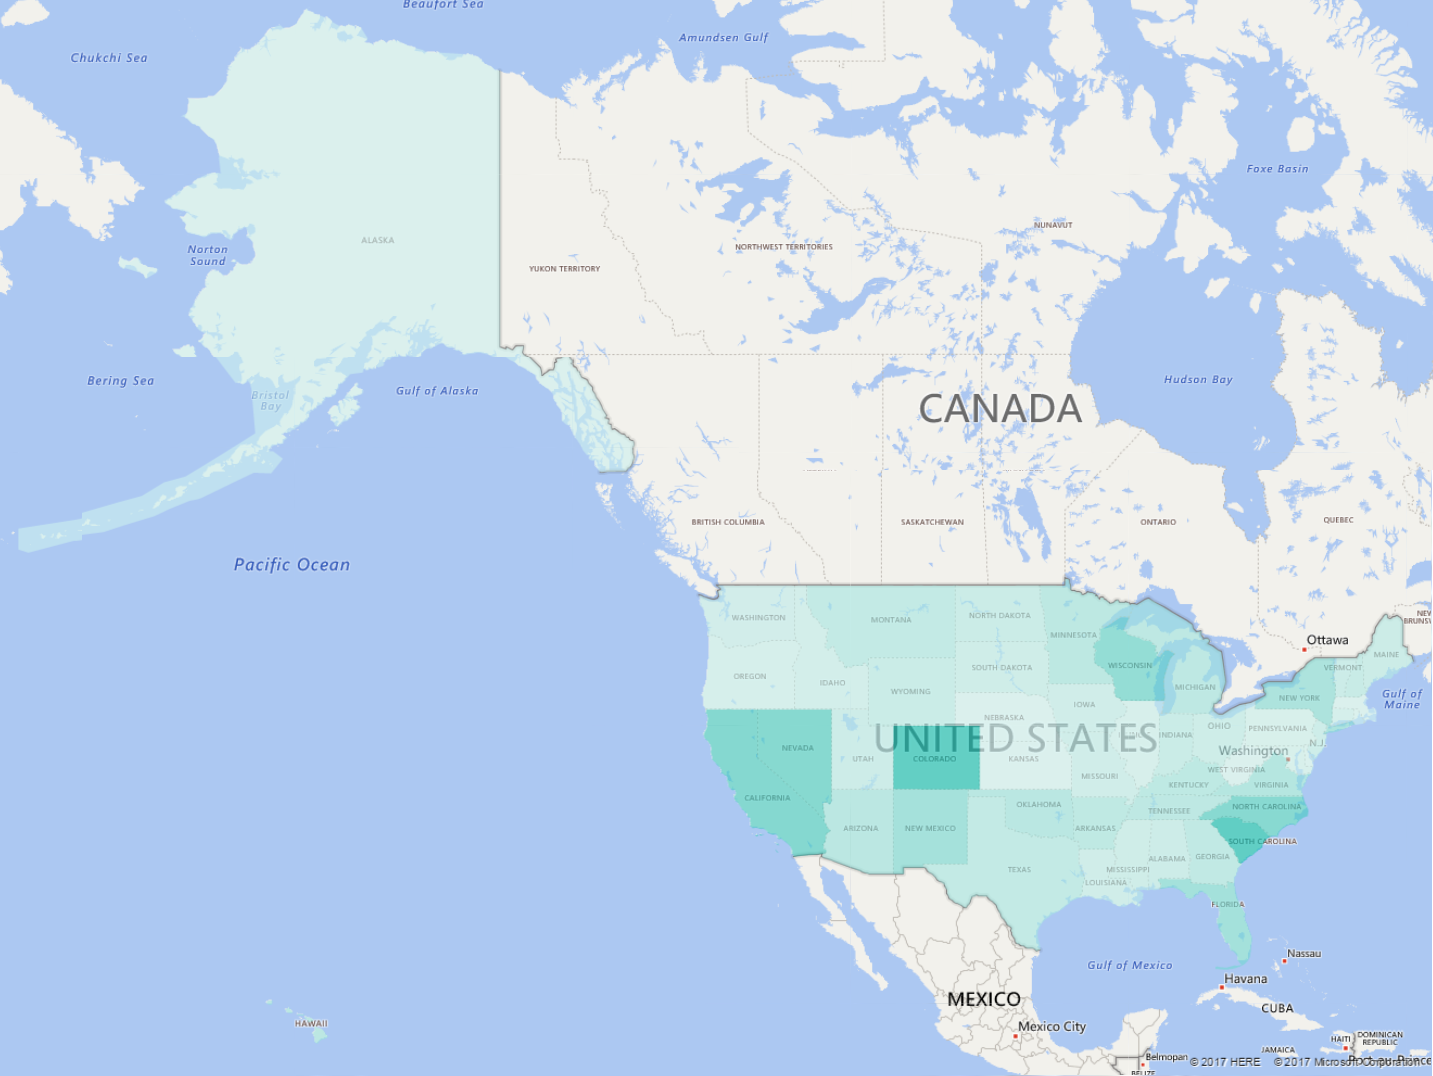 Beaufort Sea
Amundsen Gulf
Chukchi Sea
Foxe Basin
NUNAVUT
ALASKA
NORTHWEST TERRITORIES
Norton
Sound
YUKON TERRITORY
Bering Sea
Gulf of Alaska
Hudson Bay
Bristol
Bay
CANADA
BRITISH COLUMBIA
SASKATCHEWAN
ONTARIO
QUEBEC
Pacific Ocean
WASHINGTON
MONTANA
NORTH DAKOTA
MINNESOTA
NEW
BRUNSW
Ottawa
MAINE
OREGON
IDAHO
SOUTH DAKOTA
WISCONSIN
VERMONT
WYOMING
MICHIGAN
NEW YORK
Gulf of
Maine
IOWA
NEBRASKA
UNITED STATES
OHIO
PENNSYLVANIA
INDIANA
N.J.
NEVADA
UTAH
COLORADO
KANSAS
Washington
MISSOURI
WEST VIRGINIA
KENTUCKY
VIRGINIA
CALIFORNIA
OKLAHOMA
TENNESSEE
NORTH CAROLINA
ARIZONA
NEW MEXICO
ARKANSAS
SOUTH CAROLINA
ALABAMA
GEORGIA
TEXAS
MISSISSIPPI
LOUISIANA
FLORIDA
Gulf of Mexico
Nassau
Havana
MEXICO
CUBA
HAWAII
Mexico City
HAITI
DOMINICAN
REPUBLIC
JAMAICA
Belmopan
© 2017 HERE © 2017 Microsoft Corporation
Port-au-Prince
BELIZE